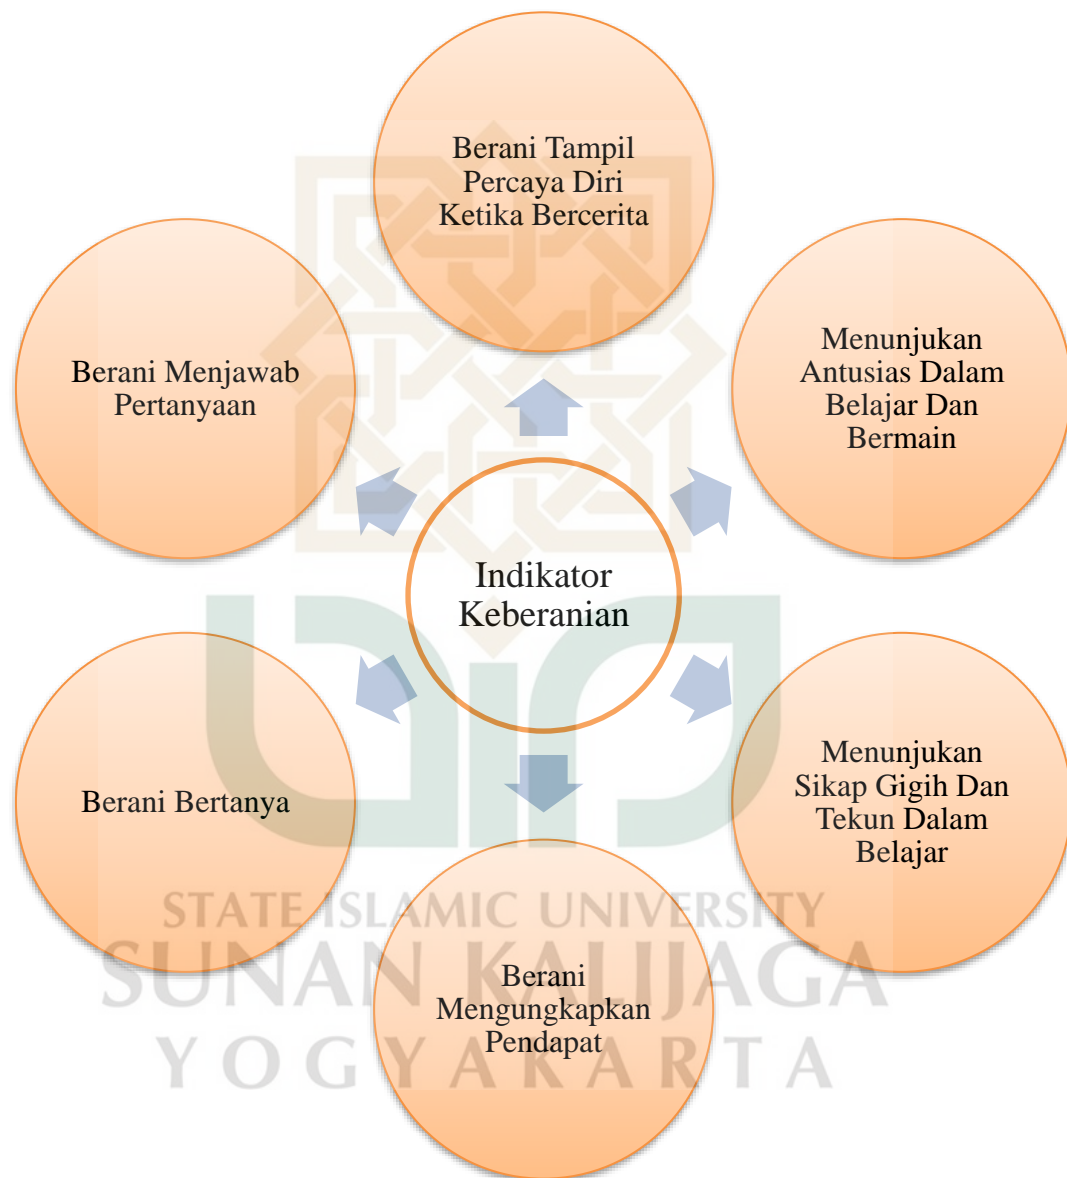 Berani Tampil
Percaya Diri
Ketika Bercerita
Menunjukan
Antusias Dalam
Belajar Dan
Bermain
Menunjukan
Sikap Gigih Dan
Tekun Dalam
Belajar
Berani
Mengungkapkan
Pendapat
Berani Bertanya
Berani Menjawab
Pertanyaan
Indikator
Keberanian
STATE ISLAMIC UNIVERSITY
SUNAN KALIJAGA
YOGYAKARTA